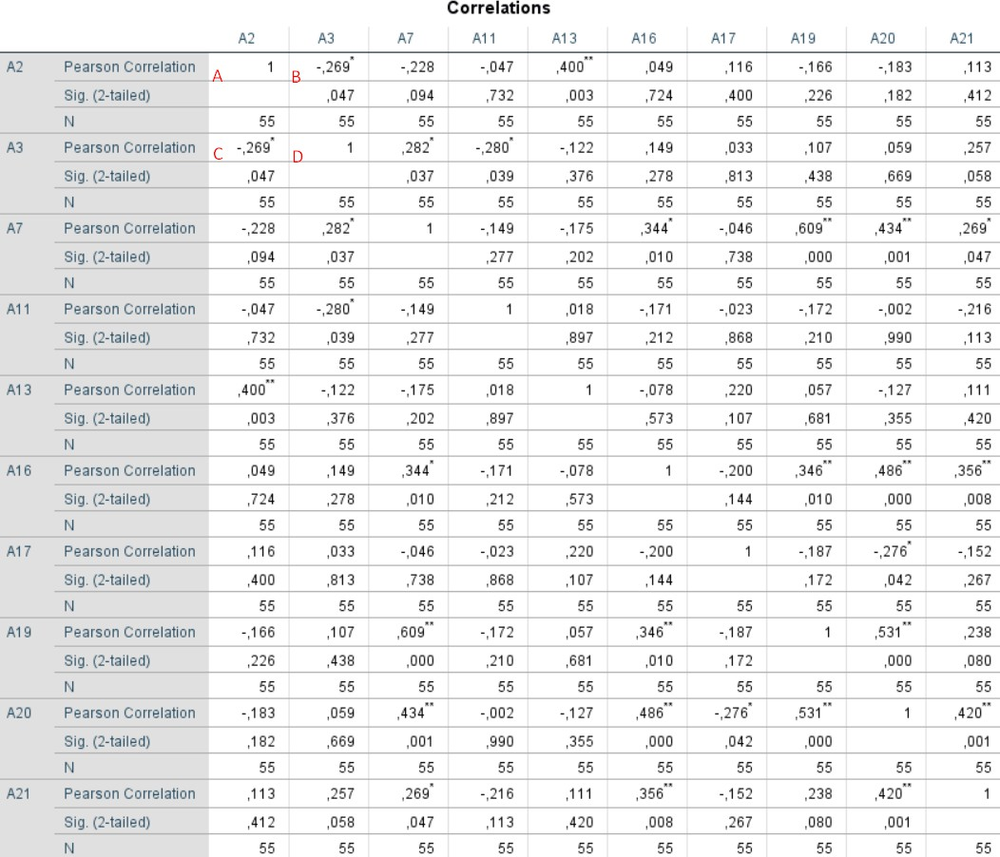 Correlations
A2 A3 A7 A11 A13 A16 A17 A19 A20 A21
A2 Pearson Correlation A 1 B -,269* -,228 -,047 ,400** ,049 ,116 -,166 -,183 ,113
Sig. (2-tailed) ,047 ,094 ,732 ,003 ,724 ,400 ,226 ,182 ,412
N 55 55 55 55 55 55 55 55 55 55
A3 Pearson Correlation C -,269* D 1 ,282* -,280* -,122 ,149 ,033 ,107 ,059 ,257
Sig. (2-tailed) ,047 ,037 ,039 ,376 ,278 ,813 ,438 ,669 ,058
N 55 55 55 55 55 55 55 55 55 55
A7 Pearson Correlation -,228 ,282* 1 -,149 -,175 ,344* -,046 ,609** ,434** ,269*
Sig. (2-tailed) ,094 ,037 ,277 ,202 ,010 ,738 ,000 ,001 ,047
N 55 55 55 55 55 55 55 55 55 55
A11 Pearson Correlation -,047 -,280* -,149 1 ,018 -,171 -,023 -,172 -,002 -,216
Sig. (2-tailed) ,732 ,039 ,277 ,897 ,212 ,868 ,210 ,990 ,113
N 55 55 55 55 55 55 55 55 55 55
A13 Pearson Correlation ,400** -,122 -,175 ,018 1 -,078 ,220 ,057 -,127 ,111
Sig. (2-tailed) ,003 ,376 ,202 ,897 ,573 ,107 ,681 ,355 ,420
N 55 55 55 55 55 55 55 55 55 55
A16 Pearson Correlation ,049 ,149 ,344* -,171 -,078 1 -,200 ,346** ,486** ,356**
Sig. (2-tailed) ,724 ,278 ,010 ,212 ,573 ,144 ,010 ,000 ,008
N 55 55 55 55 55 55 55 55 55 55
A17 Pearson Correlation ,116 ,033 -,046 -,023 ,220 -,200 1 -,187 -,276* -,152
Sig. (2-tailed) ,400 ,813 ,738 ,868 ,107 ,144 ,172 ,042 ,267
N 55 55 55 55 55 55 55 55 55 55
A19 Pearson Correlation -,166 ,107 ,609** -,172 ,057 ,346** -,187 1 ,531** ,238
Sig. (2-tailed) ,226 ,438 ,000 ,210 ,681 ,010 ,172 ,000 ,080
N 55 55 55 55 55 55 55 55 55 55
A20 Pearson Correlation -,183 ,059 ,434** -,002 -,127 ,486** -,276* ,531** 1 ,420**
Sig. (2-tailed) ,182 ,669 ,001 ,990 ,355 ,000 ,042 ,000 ,001
N 55 55 55 55 55 55 55 55 55 55
A21 Pearson Correlation ,113 ,257 ,269* -,216 ,111 ,356** -,152 ,238 ,420** 1
Sig. (2-tailed) ,412 ,058 ,047 ,113 ,420 ,008 ,267 ,080 ,001
N 55 55 55 55 55 55 55 55 55 55